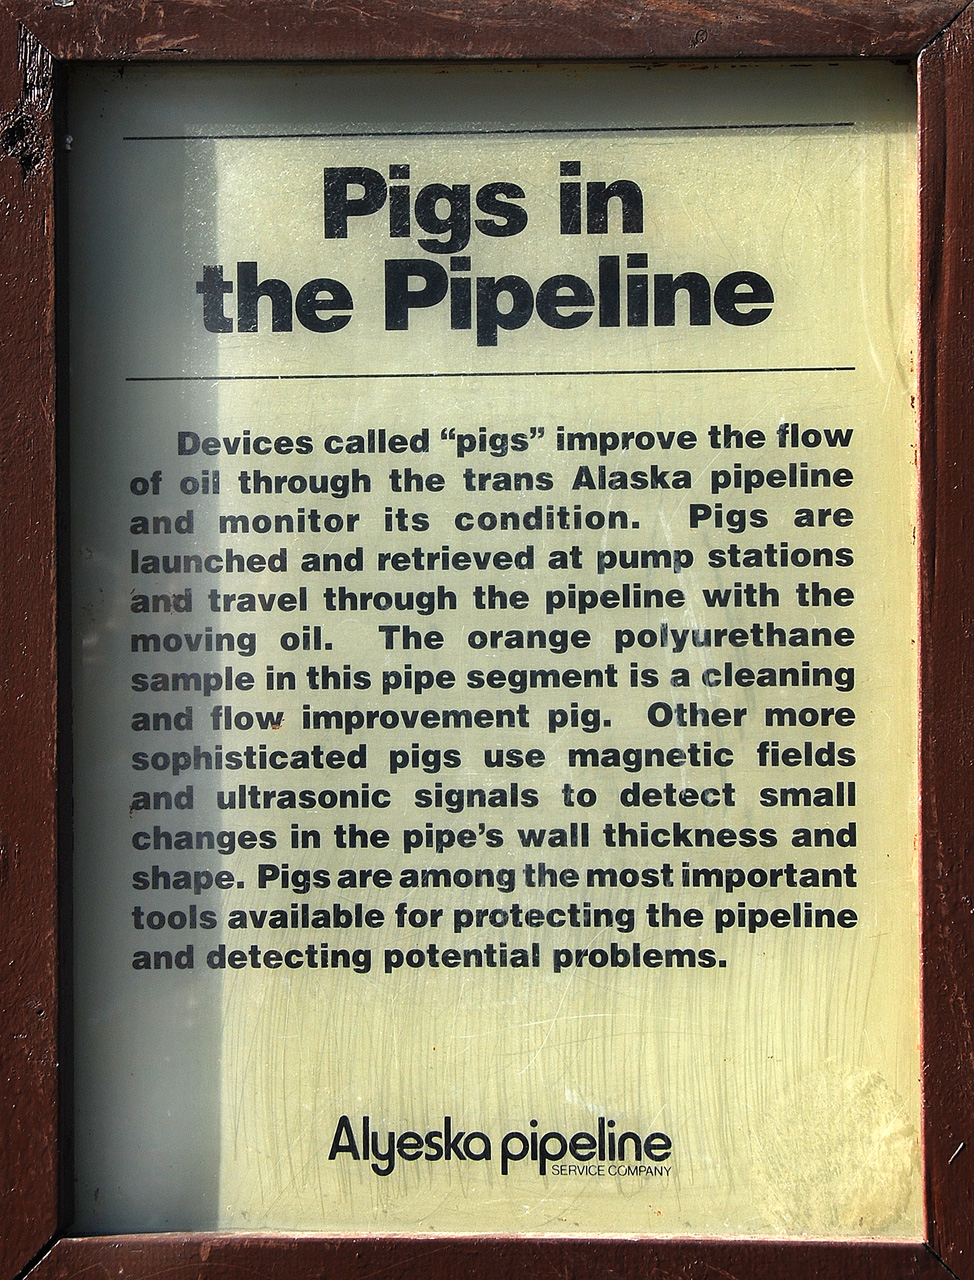 Pigs in
the Pipeline
Devices called “pigs” improve the flow
of oil through the trans Alaska pipeline
and monitor its condition. Pigs are
launched and retrieved at pump stations
and travel through the pipeline with the
moving oil. The orange polyurethane
sample in this pipe segment is a cleaning
and flow improvement pig. Other more
sophisticated pigs use magnetic fields
and ultrasonic signals to detect small
changes in the pipe’s wall thickness and
shape. Pigs are among the most important
tools available for protecting the pipeline
and detecting potential problems.
Alyeska pipeline
SERVICE COMPANY